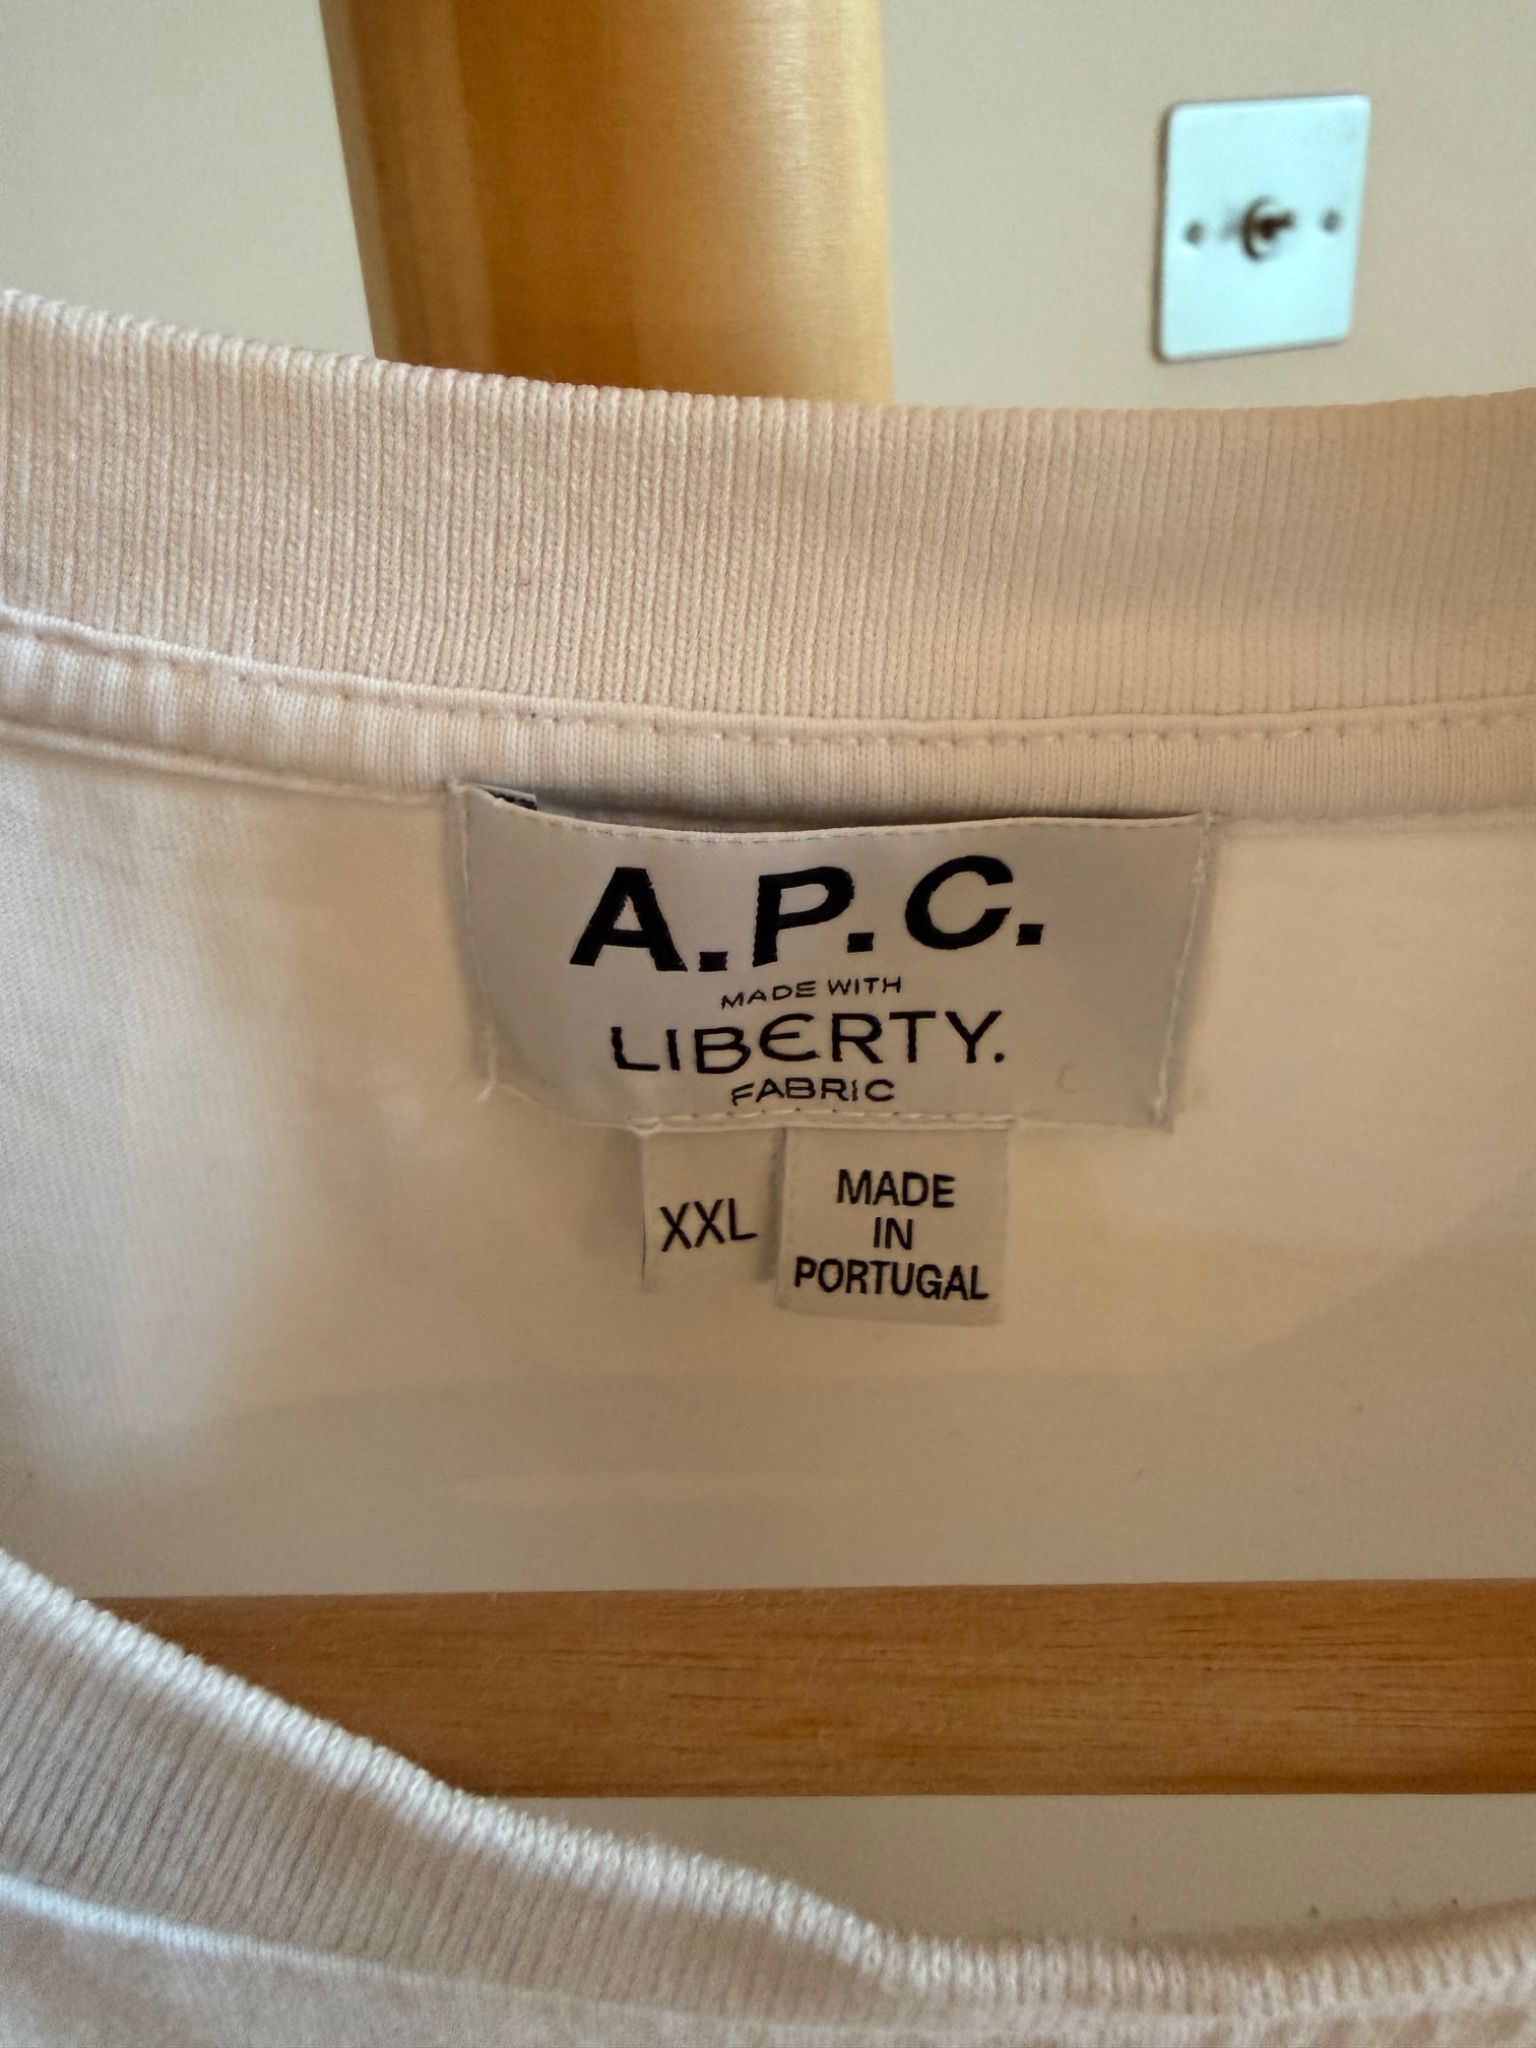 A.P.C.
MADE WITH
LIBERTY.
FABRIC
XXL
MADE
IN
PORTUGAL